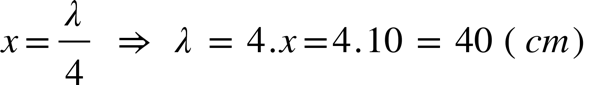 x = λ/4 ⇒ λ = 4.x = 4.10 = 40 ( cm)